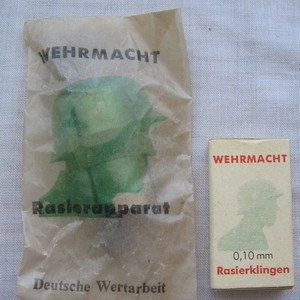 WEHRMACHT
Rasierapparat
Deutsche Wertarbeit
WEHRMACHT
0,10 mm
Rasierklingen